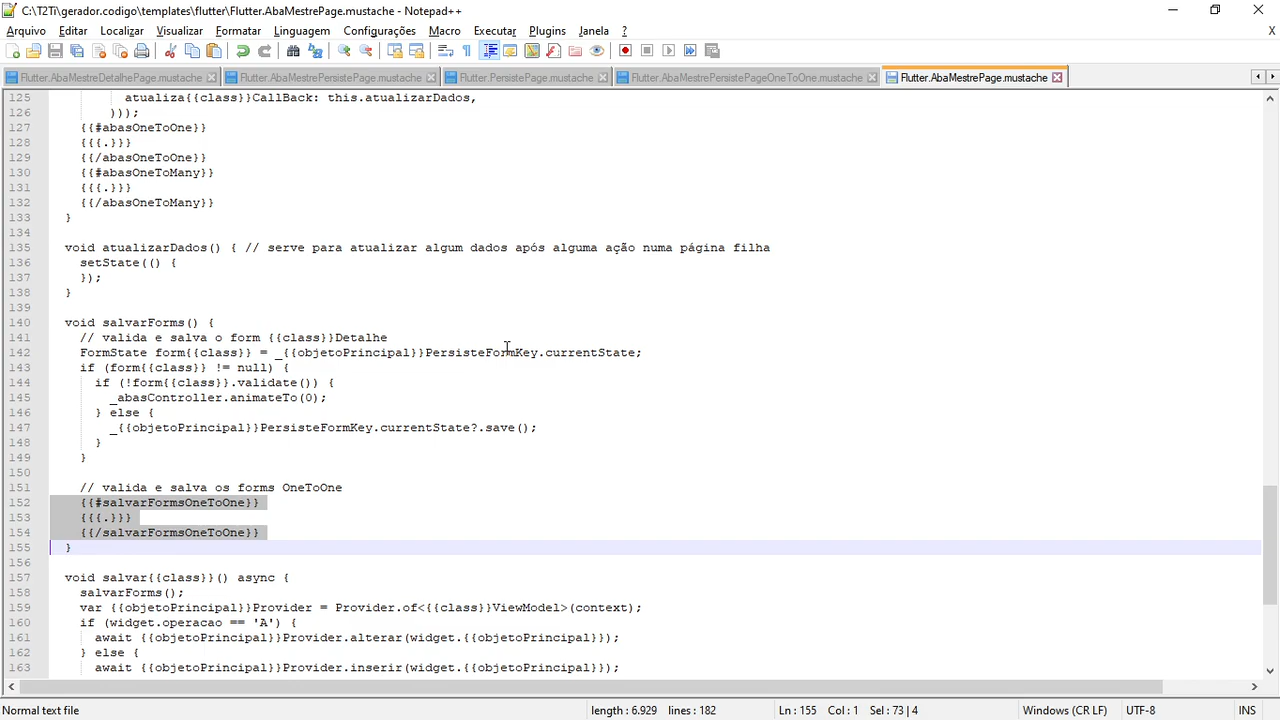 C:\T2Ti\gerador.codigo\templates\flutter\Flutter.AbaMestrePage.mustache - Notepad++
Arquivo Editar Localizar Visualizar Formatar Linguagem Configurações Macro Executar Plugins Janela ? X
Flutter.AbaMestreDetalhePage.mustache Flutter.AbaMestrePersistePage.mustache Flutter.PersistePage.mustache Flutter.AbaMestrePersistePageOneToOne.mustache Flutter.AbaMestrePage.mustache
125 atualiza{{class}}CallBack: this.atualizarDados,
126 )));
127 {{#abasOneToOne}}
128 {{{.}}}
129 {{/abasOneToOne}}
130 {{#abasOneToMany}}
131 {{{.}}}
132 {{/abasOneToMany}}
133 }
134
135 void atualizarDados() { // serve para atualizar algum dados após alguma ação numa página filha
136 setState(() {
137 });
138 }
139
140 void salvarForms() {
141 // valida e salva o form {{class}}Detalhe
142 FormState form{{class}} = _{{objetoPrincipal}}PersisteFormKey.currentState;
143 if (form{{class}} != null) {
144 if (!form{{class}}.validate()) {
145 _abasController.animateTo(0);
146 } else {
147 _{{objetoPrincipal}}PersisteFormKey.currentState?.save();
148 }
149 }
150
151 // valida e salva os forms OneToOne
152 {{#salvarFormsOneToOne}}
153 {{{.}}}
154 {{/salvarFormsOneToOne}}
155 }
156
157 void salvar{{class}}() async {
158 salvarForms();
159 var {{objetoPrincipal}}Provider = Provider.of<{{class}}ViewModel>(context);
160 if (widget.operacao == 'A') {
161 await {{objetoPrincipal}}Provider.alterar(widget.{{objetoPrincipal}});
162 } else {
163 await {{objetoPrincipal}}Provider.inserir(widget.{{objetoPrincipal}});
Normal text file length : 6.929 lines : 182 Ln : 155 Col : 1 Sel : 73 | 4 Windows (CR LF) UTF-8 INS